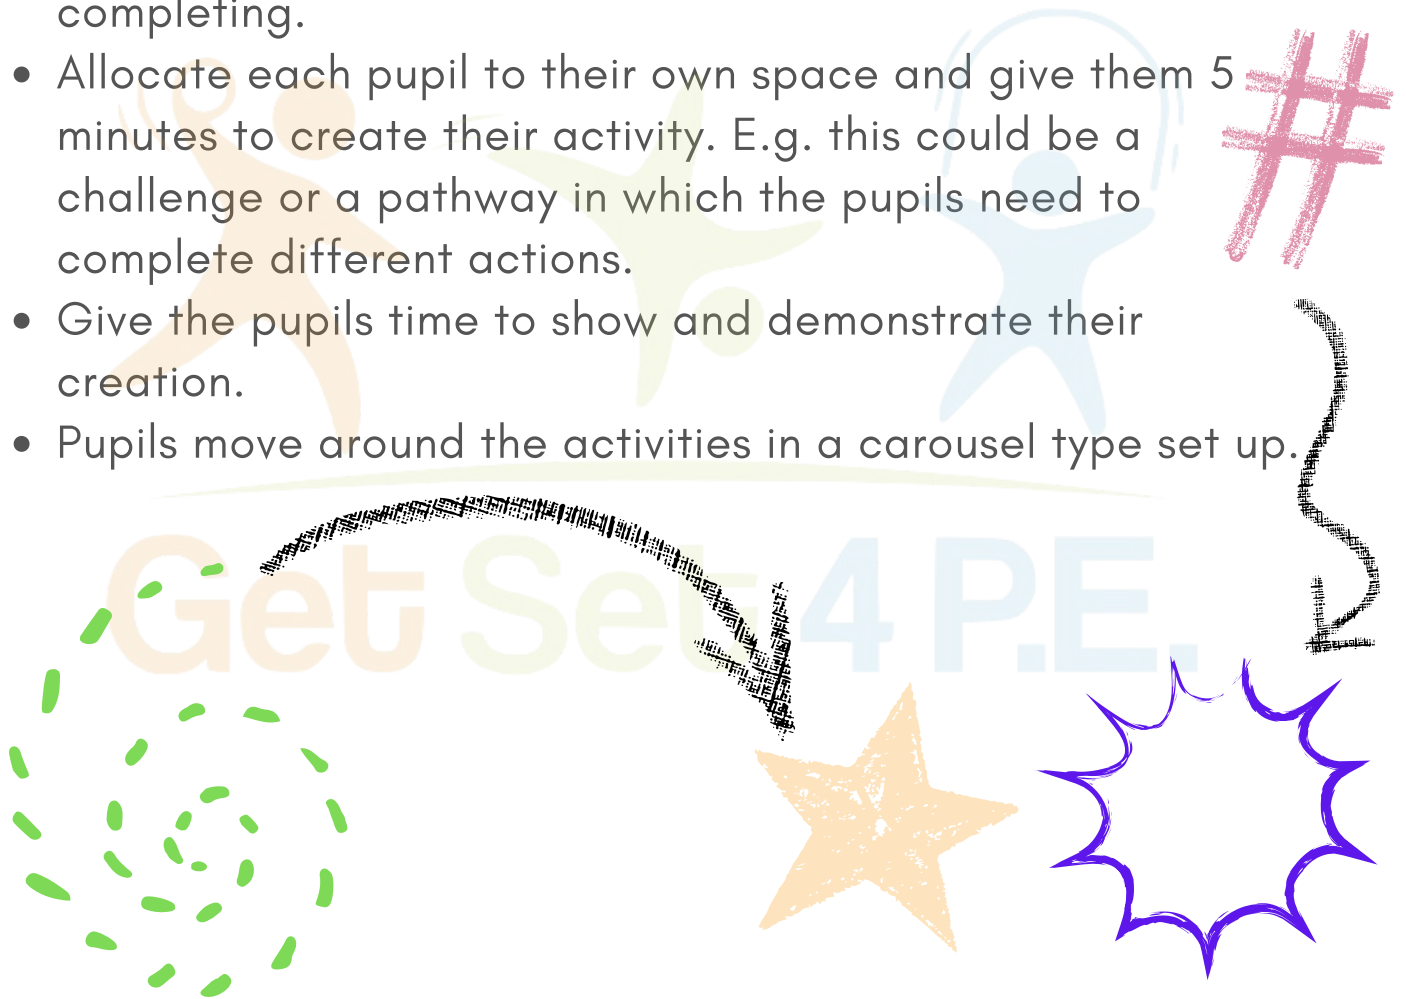 completing.
• Allocate each pupil to their own space and give them 5
minutes to create their activity. E.g. this could be a
challenge or a pathway in which the pupils need to
complete different actions.
• Give the pupils time to show and demonstrate their
creation.
• Pupils move around the activities in a carousel type set up.
Get Set 4 P.E.
#